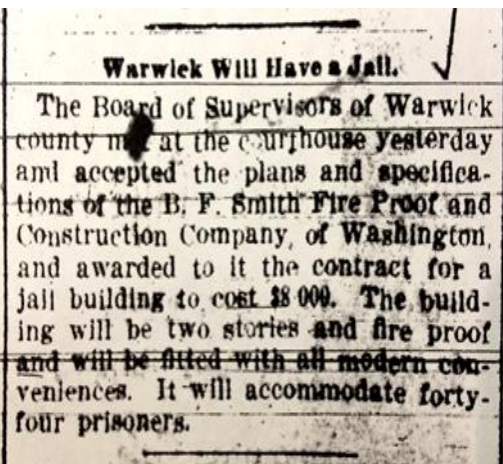 Warwick Will Have a Jail.
The Board of Supervisors of Warwick
county met at the courthouse yesterday
and accepted the plans and specifica-
tions of the B. F. Smith Fire Proof and
Construction Company, of Washington,
and awarded to it the contract for a
jail building to cost $8 000. The build-
ing will be two stories and fire proof
and will be fitted with all modern con-
veniences. It will accommodate forty-
four prisoners.